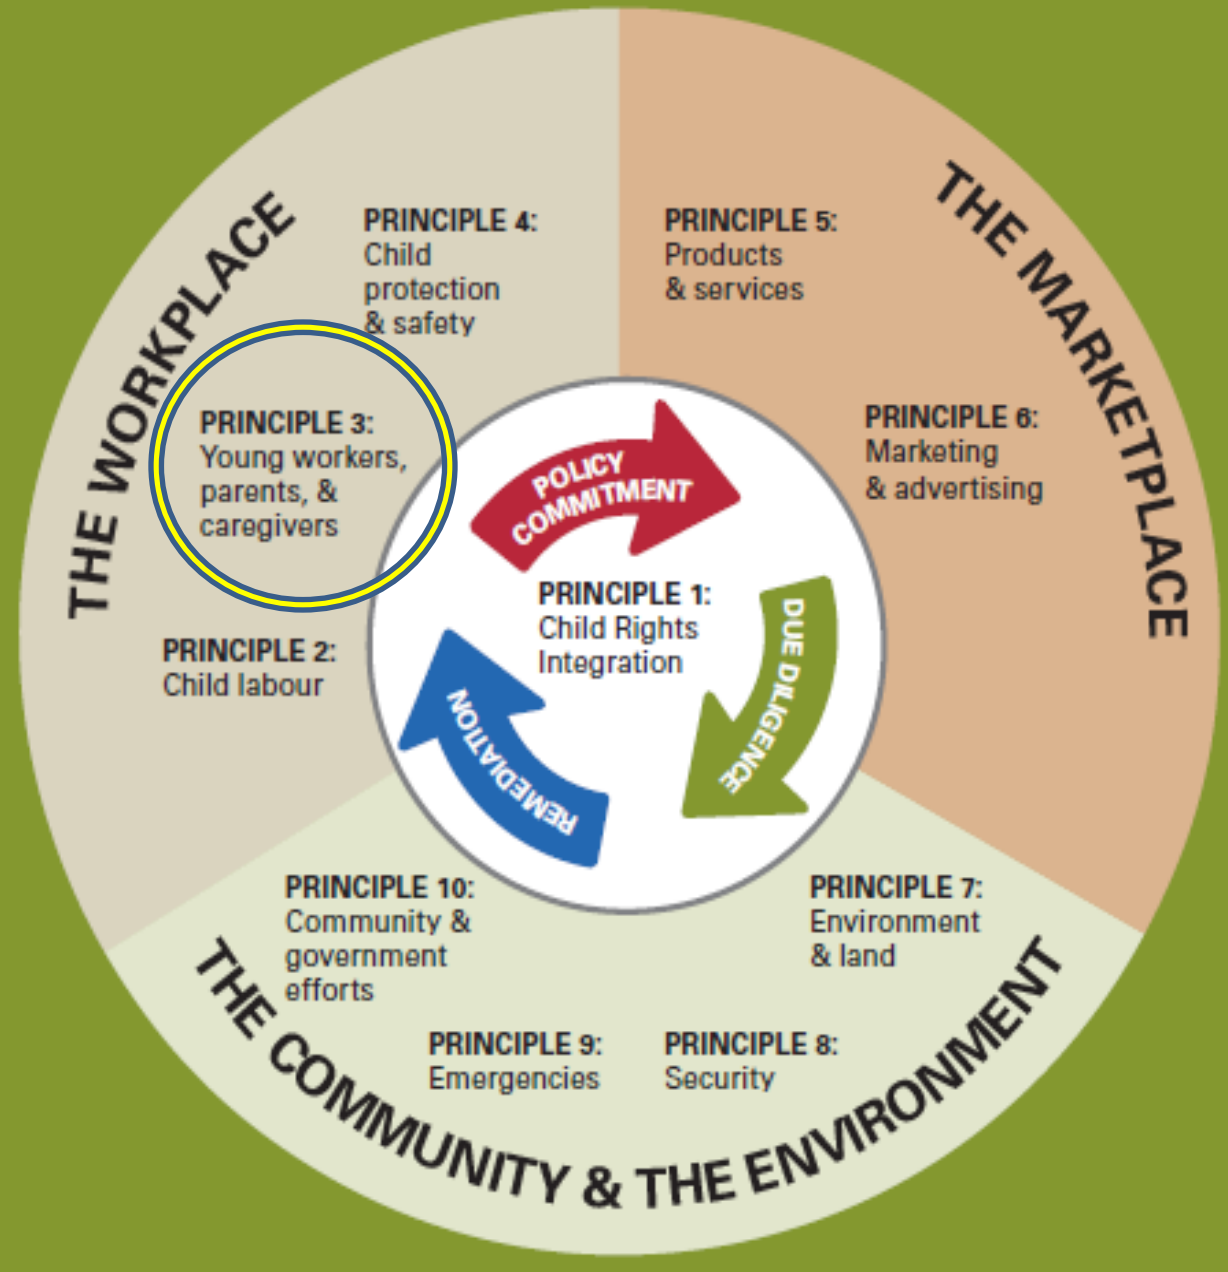 THE WORKPLACE
PRINCIPLE 4:
Child
protection
& safety
PRINCIPLE 3:
Young workers,
parents, &
caregivers
PRINCIPLE 2:
Child labour
THE MARKETPLACE
PRINCIPLE 5:
Products
& services
PRINCIPLE 6:
Marketing
& advertising
POLICY
COMMITMENT
PRINCIPLE 1:
Child Rights
Integration
DUE DILIGENCE
REMEDIATION
PRINCIPLE 10:
Community &
government
efforts
PRINCIPLE 7:
Environment
& land
PRINCIPLE 9:
Emergencies
PRINCIPLE 8:
Security
THE COMMUNITY & THE ENVIRONMENT